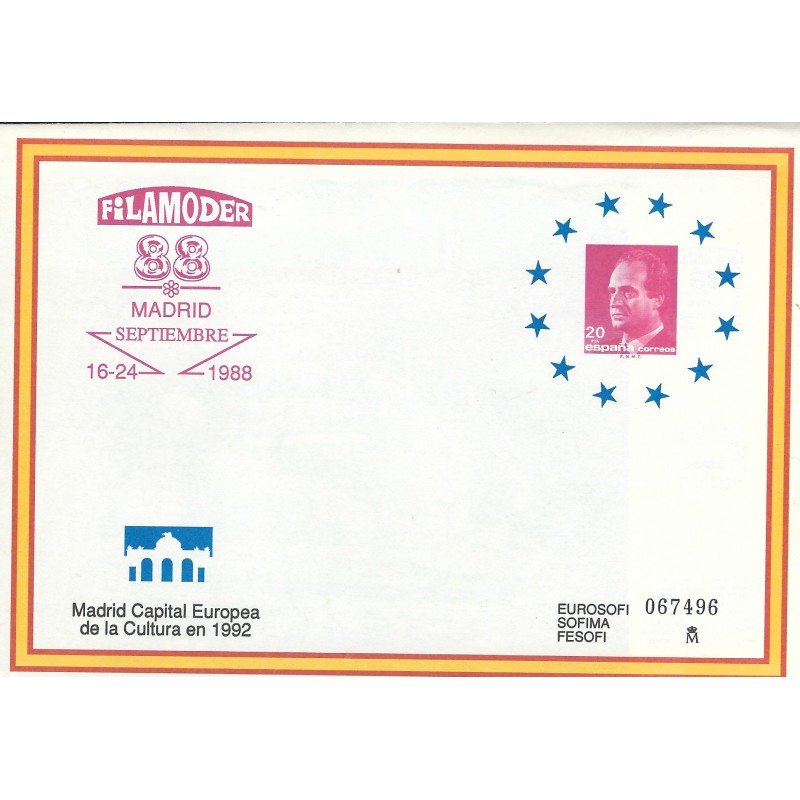 FiLAMODER
88
MADRID
SEPTIEMBRE
16-24 1988
20
PTA
españa correos
F.N.M.T.
Madrid Capital Europea
de la Cultura en 1992
EUROSOFI 067496
SOFIMA
FESOFI
M